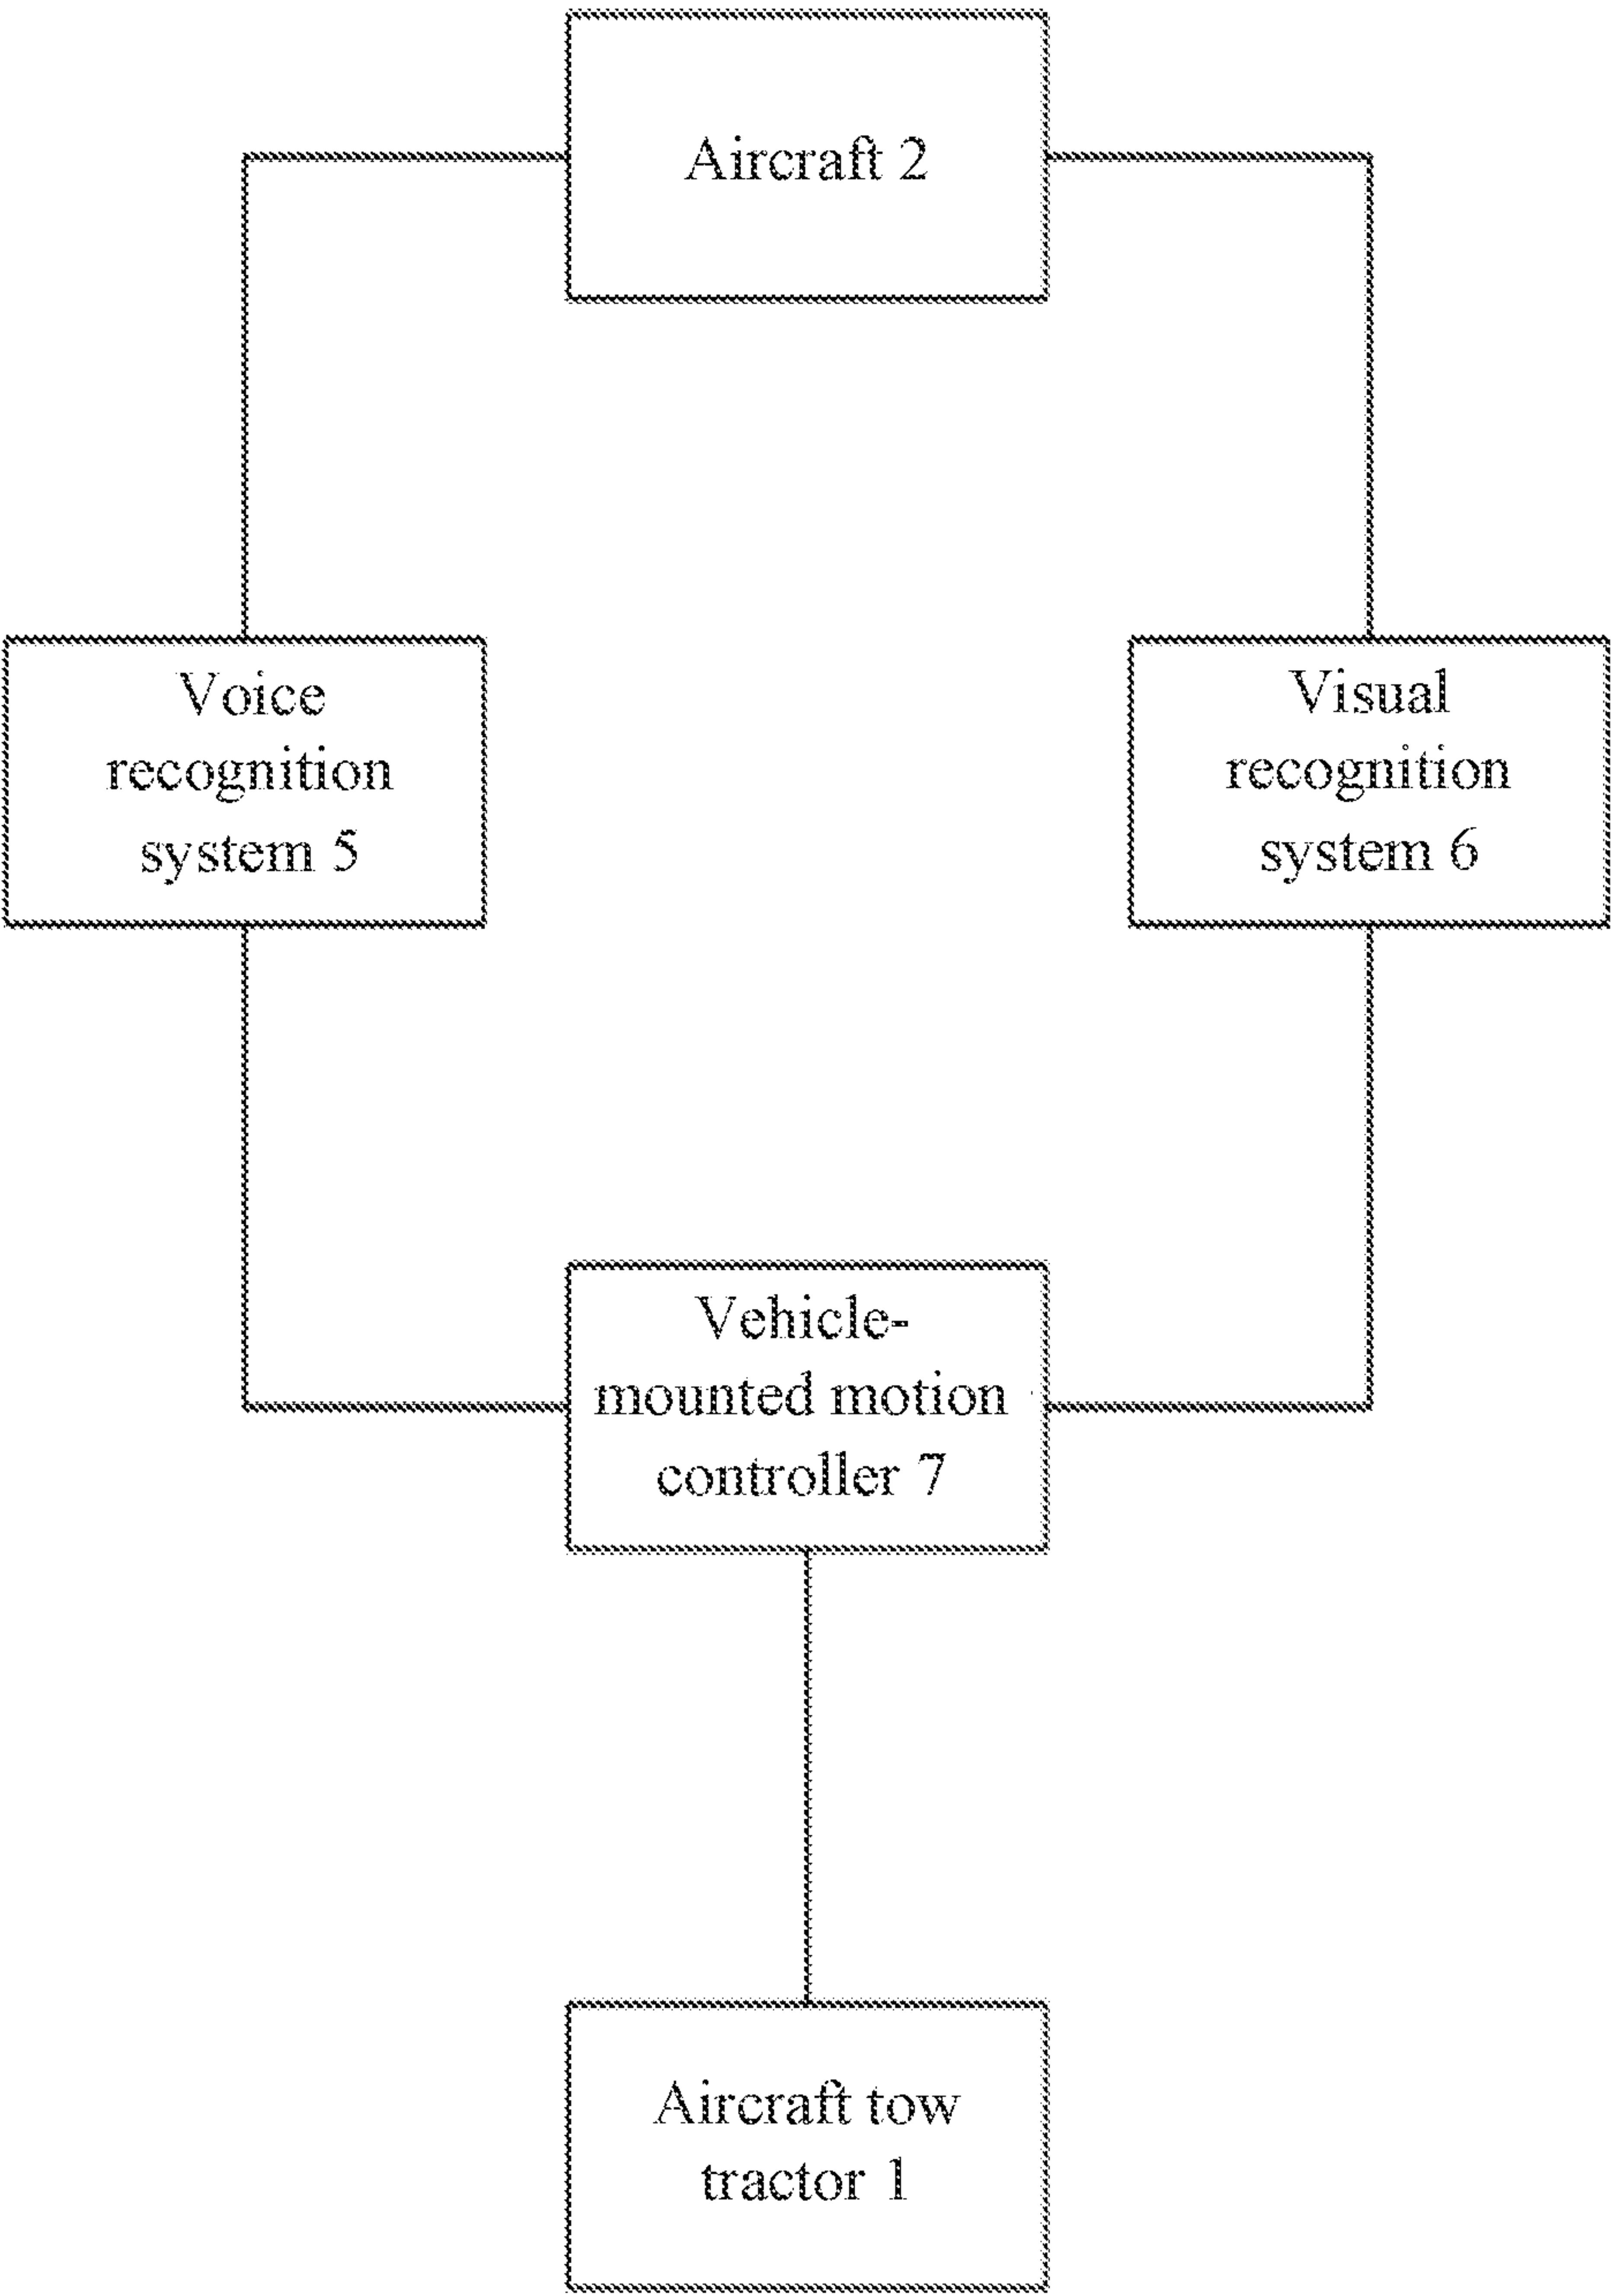 Aircraft 2
Voice
recognition
system 5
Visual
recognition
system 6
Vehicle-
mounted motion
controller 7
Aircraft tow
tractor 1